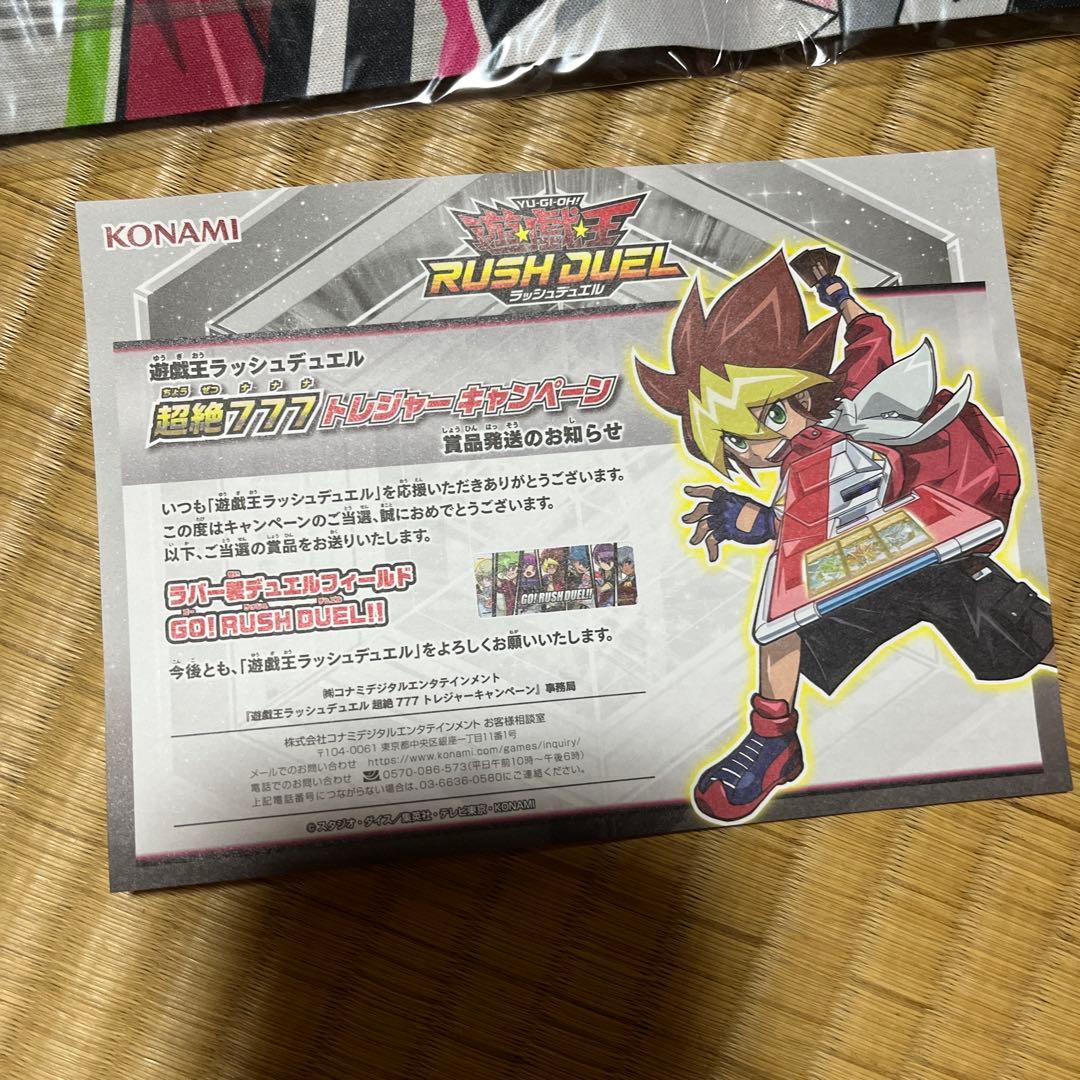 KONAMI
YU-GI-OH!
遊☆戯☆王
RUSH DUEL
ラッシュデュエル
遊戯王ラッシュデュエル
超絶777トレジャーキャンペーン
賞品発送のお知らせ
いつも「遊戯王ラッシュデュエル」を応援いただきありがとうございます。
この度はキャンペーンのご当選、誠におめでとうございます。
以下、ご当選の賞品をお送りいたします。
ラバー製デュエルフィールド
GO! RUSH DUEL!!
GO! RUSH DUEL!!
今後とも、「遊戯王ラッシュデュエル」をよろしくお願いいたします。
㈱コナミデジタルエンタテインメント
『遊戯王ラッシュデュエル 超絶 777 トレジャーキャンペーン』事務局
株式会社コナミデジタルエンタテインメント お客様相談室
〒104-0061 東京都中央区銀座一丁目11番1号
メールでのお問い合わせ https://www.konami.com/games/inquiry/
電話でのお問い合わせ 0570-086-573(平日午前10時～午後6時)
上記電話番号につながらない場合は、03-6636-0580にご連絡ください。
©スタジオ・ダイス／集英社・テレビ東京・KONAMI